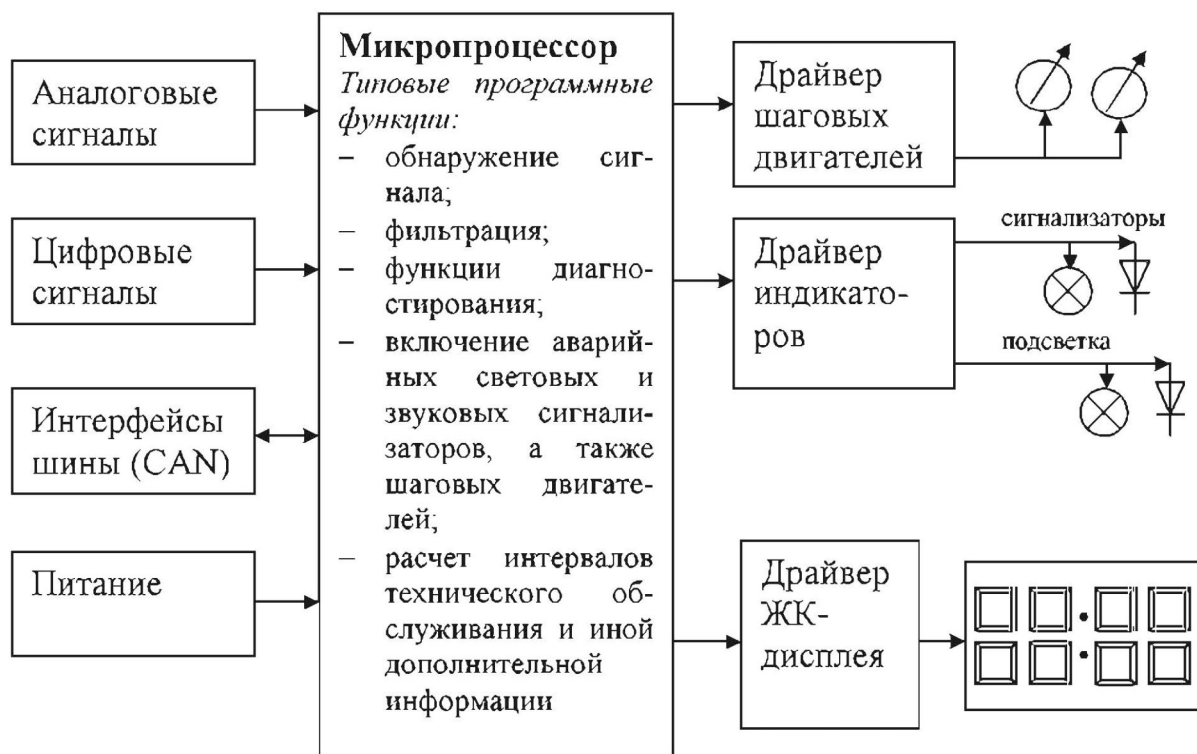 Аналоговые
сигналы
Цифровые
сигналы
Интерфейсы
шины (CAN)
Питание
Микропроцессор
Типовые программные
функции:
– обнаружение сиг-
нала;
– фильтрация;
– функции диагно-
стирования;
– включение аварий-
ных световых и
звуковых сигнали-
заторов, а также
шаговых двигате-
лей;
– расчет интервалов
технического об-
служивания и иной
дополнительной
информации
Драйвер
шаговых
двигателей
Драйвер
индикато-
ров
сигнализаторы
подсветка
Драйвер
ЖК-
дисплея